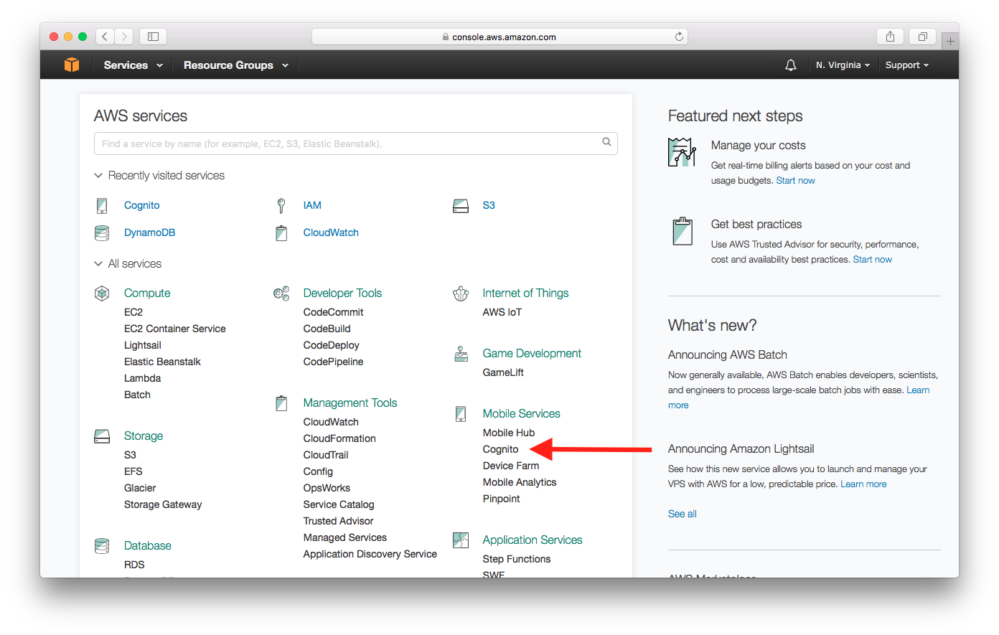 console.aws.amazon.com
Services
Resource Groups
N. Virginia
Support
AWS services
Find a service by name (for example, EC2, S3, Elastic Beanstalk).
Recently visited services
Cognito
IAM
S3
DynamoDB
CloudWatch
All services
Compute
EC2
EC2 Container Service
Lightsail
Elastic Beanstalk
Lambda
Batch
Storage
S3
EFS
Glacier
Storage Gateway
Database
RDS
Developer Tools
CodeCommit
CodeBuild
CodeDeploy
CodePipeline
Management Tools
CloudWatch
CloudFormation
CloudTrail
Config
OpsWorks
Service Catalog
Trusted Advisor
Managed Services
Application Discovery Service
Internet of Things
AWS IoT
Game Development
GameLift
Mobile Services
Mobile Hub
Cognito
Device Farm
Mobile Analytics
Pinpoint
Application Services
Step Functions
SWF
Featured next steps
Manage your costs
Get real-time billing alerts based on your cost and
usage budgets. Start now
Get best practices
Use AWS Trusted Advisor for security, performance,
cost and availability best practices. Start now
What's new?
Announcing AWS Batch
Now generally available, AWS Batch enables developers, scientists,
and engineers to process large-scale batch jobs with ease. Learn
more
Announcing Amazon Lightsail
See how this new service allows you to launch and manage your
VPS with AWS for a low, predictable price. Learn more
See all
AWS Marketplace